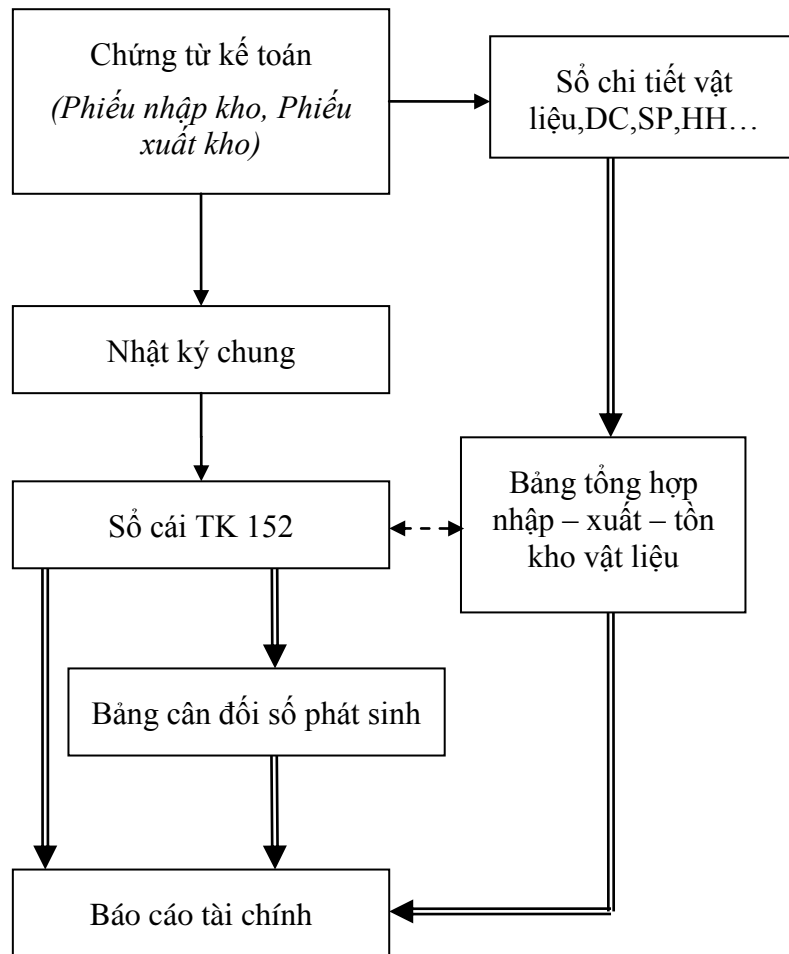 Chứng từ kế toán
(Phiếu nhập kho, Phiếu
xuất kho)
Sổ chi tiết vật
liệu,DC,SP,HH…
Nhật ký chung
Sổ cái TK 152
Bảng tổng hợp
nhập – xuất – tồn
kho vật liệu
Bảng cân đối số phát sinh
Báo cáo tài chính